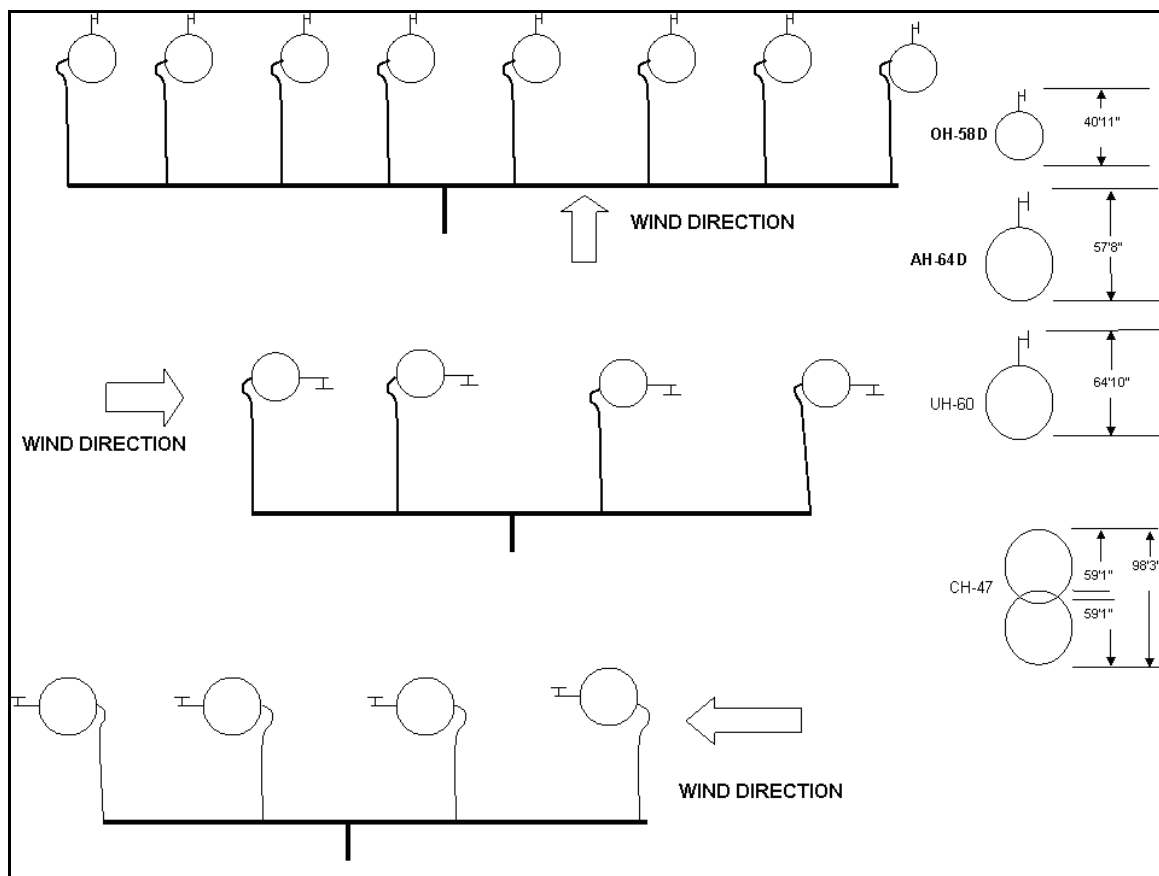 OH-58D
40'11"
WIND DIRECTION
AH-64D
57'8"
UH-60
64'10"
WIND DIRECTION
CH-47
59'1"
98'3'
59'1"
WIND DIRECTION